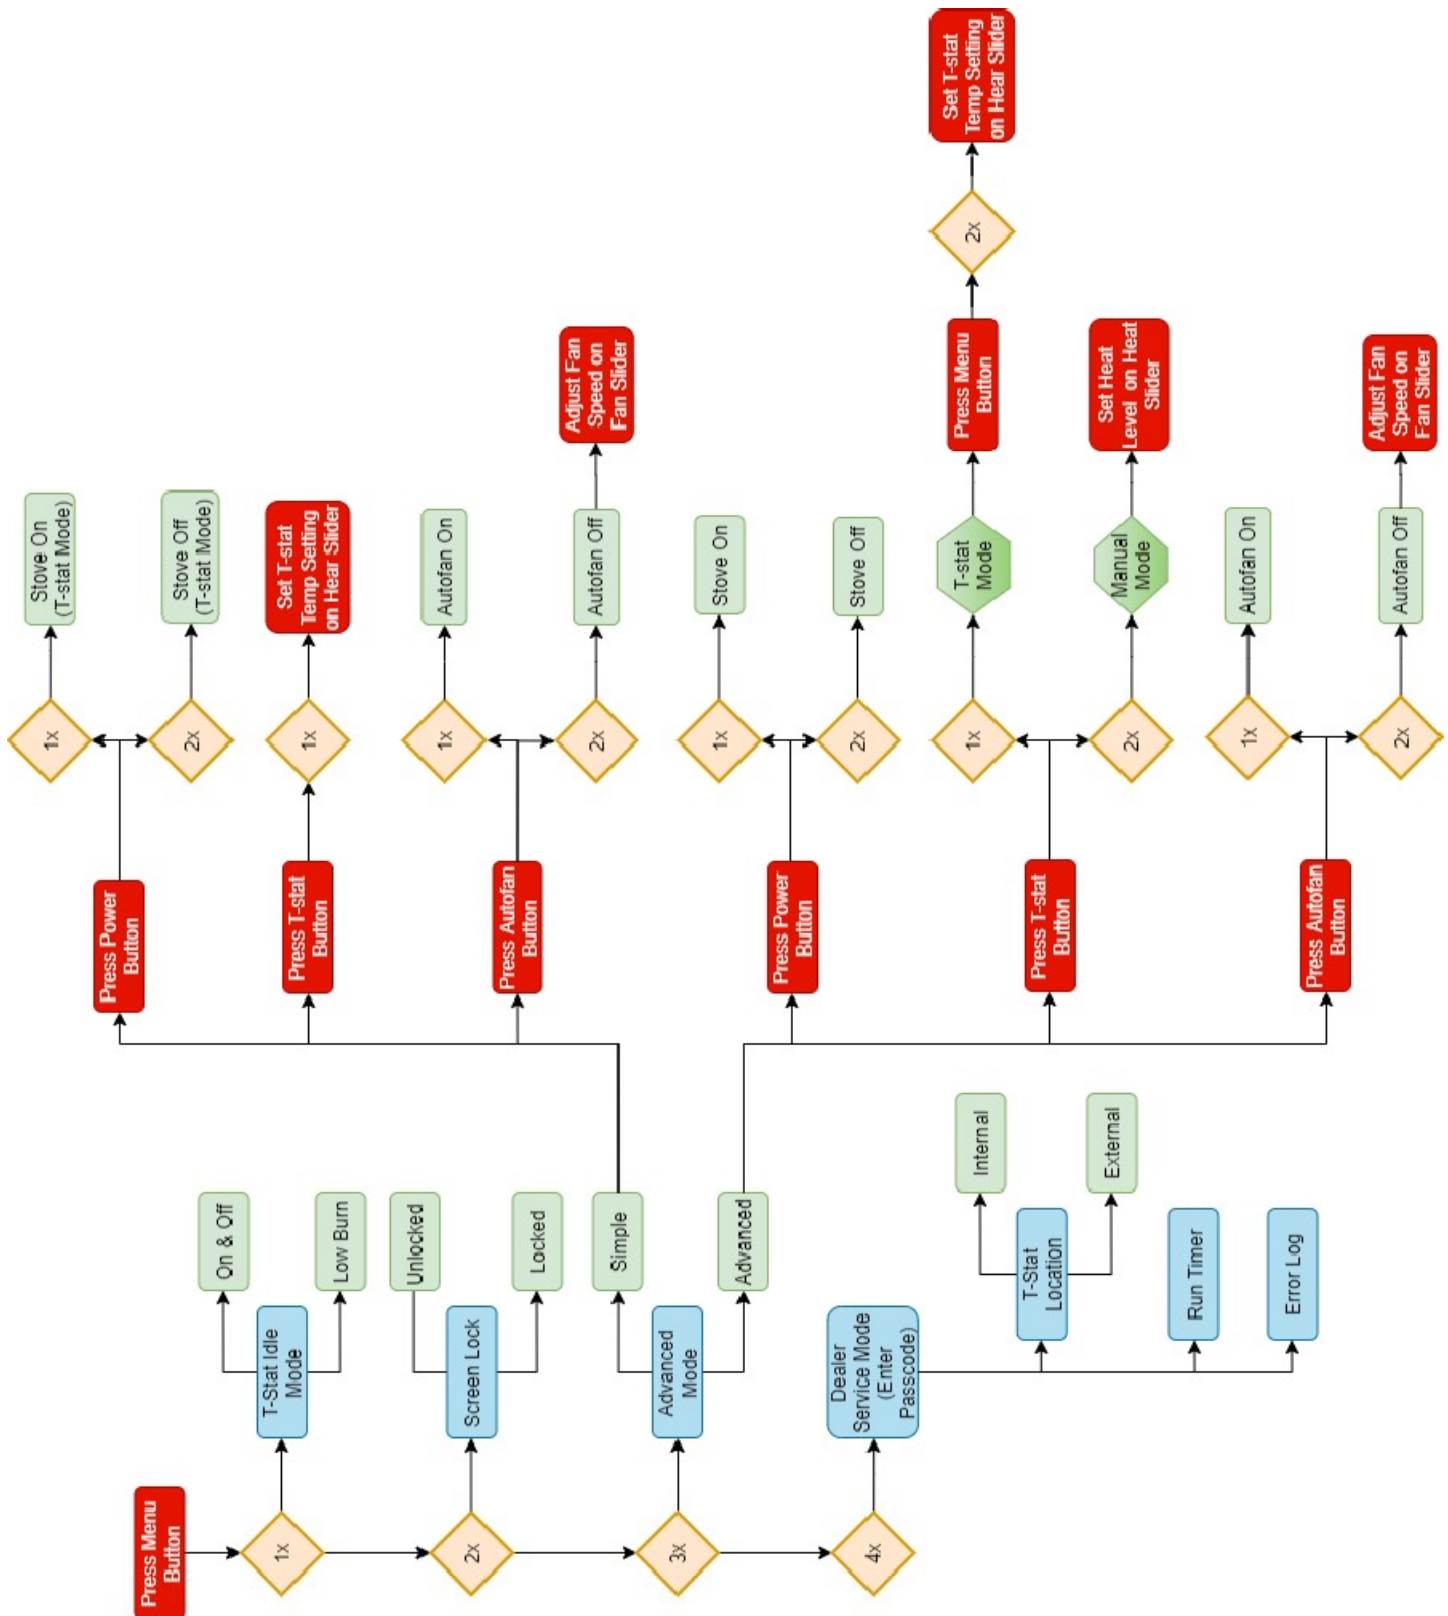 Press Menu
Button
1x
T-Stat Idle
Mode
On & Off
Low Burn
2x
Screen Lock
Unlocked
Locked
3x
Advanced
Mode
Simple
Advanced
4x
Dealer
Service Mode
(Enter
Passcode)
T-Stat
Location
Internal
External
Run Timer
Error Log
Press Power
Button
1x
Stove On
(T-stat Mode)
2x
Stove Off
(T-stat Mode)
Press T-stat
Button
1x
Set T-stat
Temp Setting
on Hear Slider
Press Autofan
Button
1x
Autofan On
2x
Autofan Off
Adjust Fan
Speed on
Fan Slider
Press Power
Button
1x
Stove On
2x
Stove Off
Press T-stat
Button
1x
T-stat
Mode
Press Menu
Button
2x
Set T-stat
Temp Setting
on Hear Slider
2x
Manual
Mode
Set Heat
Level on Heat
Slider
Press Autofan
Button
1x
Autofan On
2x
Autofan Off
Adjust Fan
Speed on
Fan Slider